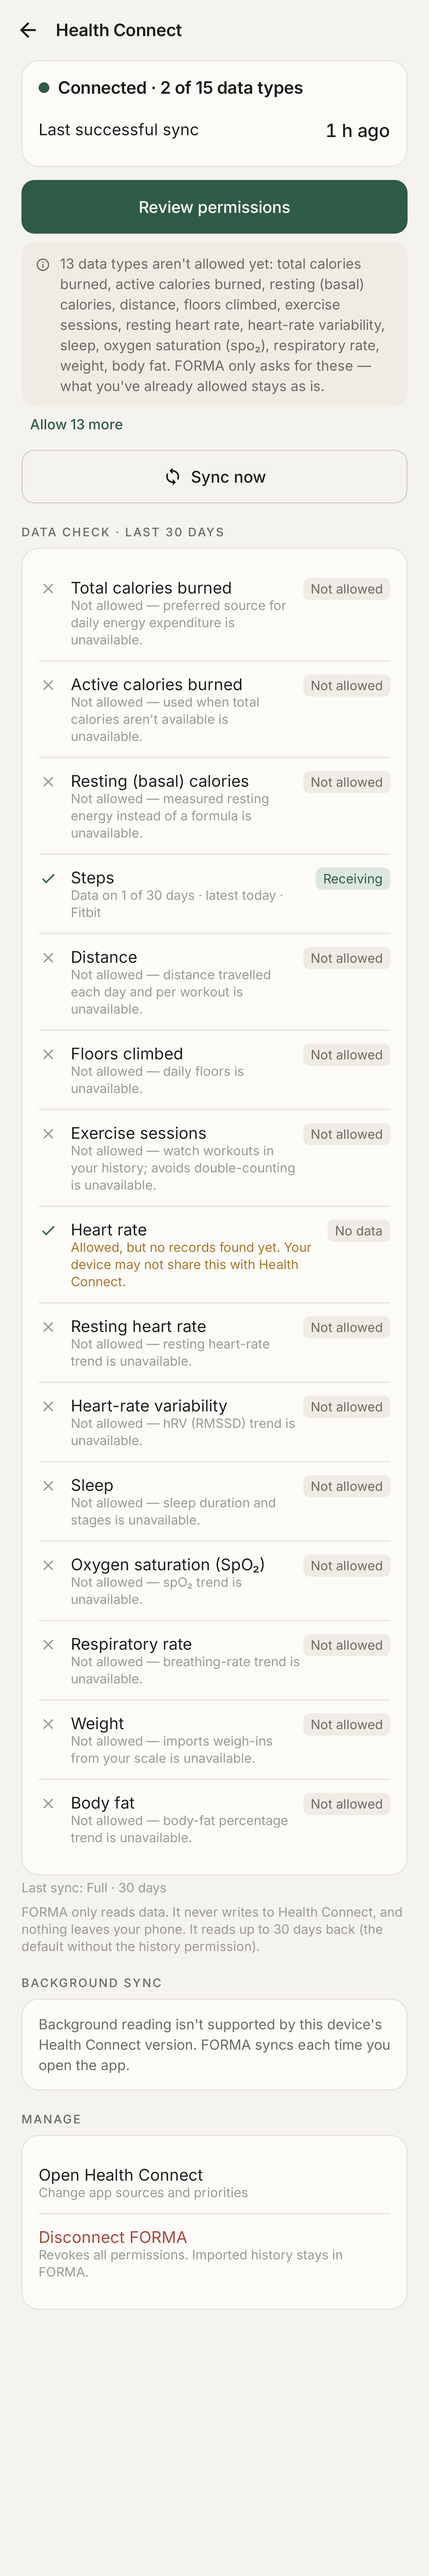 Health Connect
Connected · 2 of 15 data types
Last successful sync
1 h ago
Review permissions
13 data types aren't allowed yet: total calories
burned, active calories burned, resting (basal)
calories, distance, floors climbed, exercise
sessions, resting heart rate, heart-rate variability,
sleep, oxygen saturation (spo₂), respiratory rate,
weight, body fat. FORMA only asks for these —
what you've already allowed stays as is.
Allow 13 more
Sync now
DATA CHECK · LAST 30 DAYS
Total calories burned
Not allowed
Not allowed — preferred source for
daily energy expenditure is
unavailable.
Active calories burned
Not allowed
Not allowed — used when total
calories aren't available is
unavailable.
Resting (basal) calories
Not allowed
Not allowed — measured resting
energy instead of a formula is
unavailable.
Steps
Receiving
Data on 1 of 30 days · latest today ·
Fitbit
Distance
Not allowed
Not allowed — distance travelled
each day and per workout is
unavailable.
Floors climbed
Not allowed
Not allowed — daily floors is
unavailable.
Exercise sessions
Not allowed
Not allowed — watch workouts in
your history; avoids double-counting
is unavailable.
Heart rate
No data
Allowed, but no records found yet. Your
device may not share this with Health
Connect.
Resting heart rate
Not allowed
Not allowed — resting heart-rate
trend is unavailable.
Heart-rate variability
Not allowed
Not allowed — hRV (RMSSD) trend is
unavailable.
Sleep
Not allowed
Not allowed — sleep duration and
stages is unavailable.
Oxygen saturation (SpO₂)
Not allowed
Not allowed — spO₂ trend is
unavailable.
Respiratory rate
Not allowed
Not allowed — breathing-rate trend is
unavailable.
Weight
Not allowed
Not allowed — imports weigh-ins
from your scale is unavailable.
Body fat
Not allowed
Not allowed — body-fat percentage
trend is unavailable.
Last sync: Full · 30 days
FORMA only reads data. It never writes to Health Connect, and
nothing leaves your phone. It reads up to 30 days back (the
default without the history permission).
BACKGROUND SYNC
Background reading isn't supported by this device's
Health Connect version. FORMA syncs each time you
open the app.
MANAGE
Open Health Connect
Change app sources and priorities
Disconnect FORMA
Revokes all permissions. Imported history stays in
FORMA.